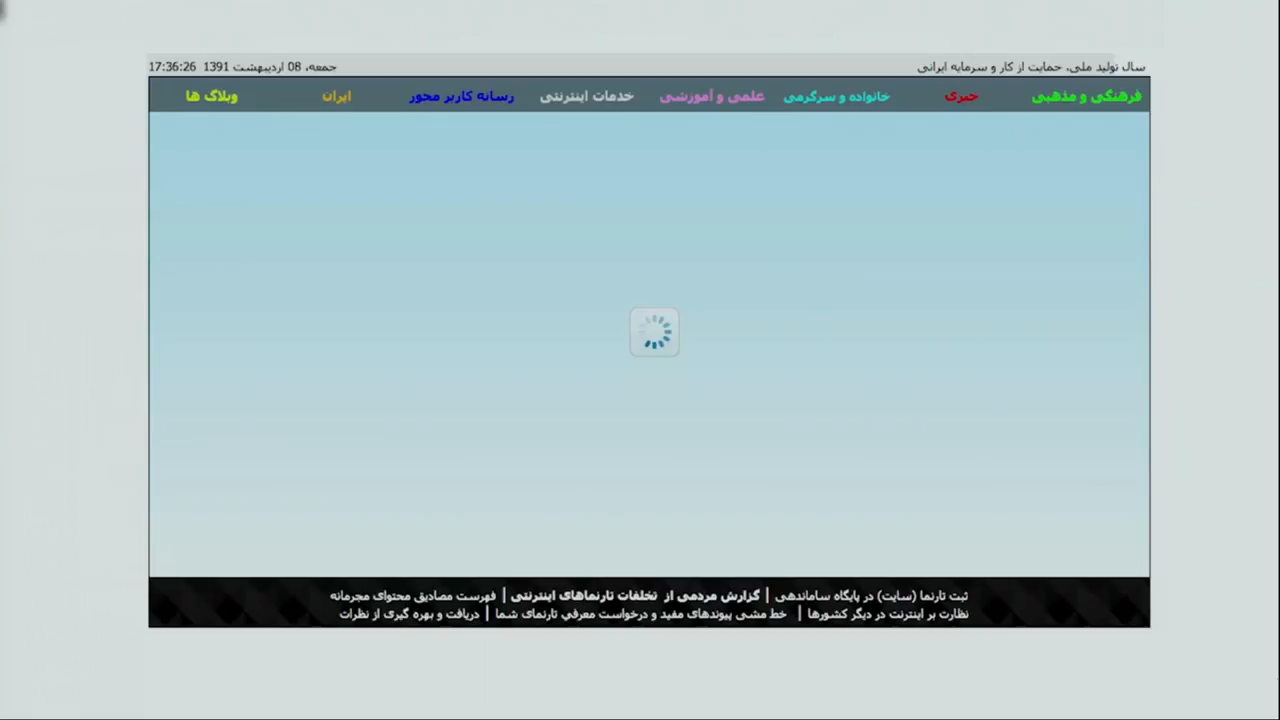 سال تولید ملی، حمایت از کار و سرمایه ایرانی
جمعه، 08 اردیبهشت 1391 17:36:26
فرهنگی و مذهبی خبری خانواده و سرگرمی علمی و آموزشی خدمات اینترنتی رسانه کاربر محور ایران وبلاگ ها
ثبت تارنما (سایت) در پایگاه ساماندهی | گزارش مردمی از تخلفات تارنماهای اینترنتی | فهرست مصادیق محتوای مجرمانه
نظارت بر اینترنت در دیگر کشورها | خط مشی پیوندهای مفید و درخواست معرفي تارنمای شما | دریافت و بهره گیری از نظرات